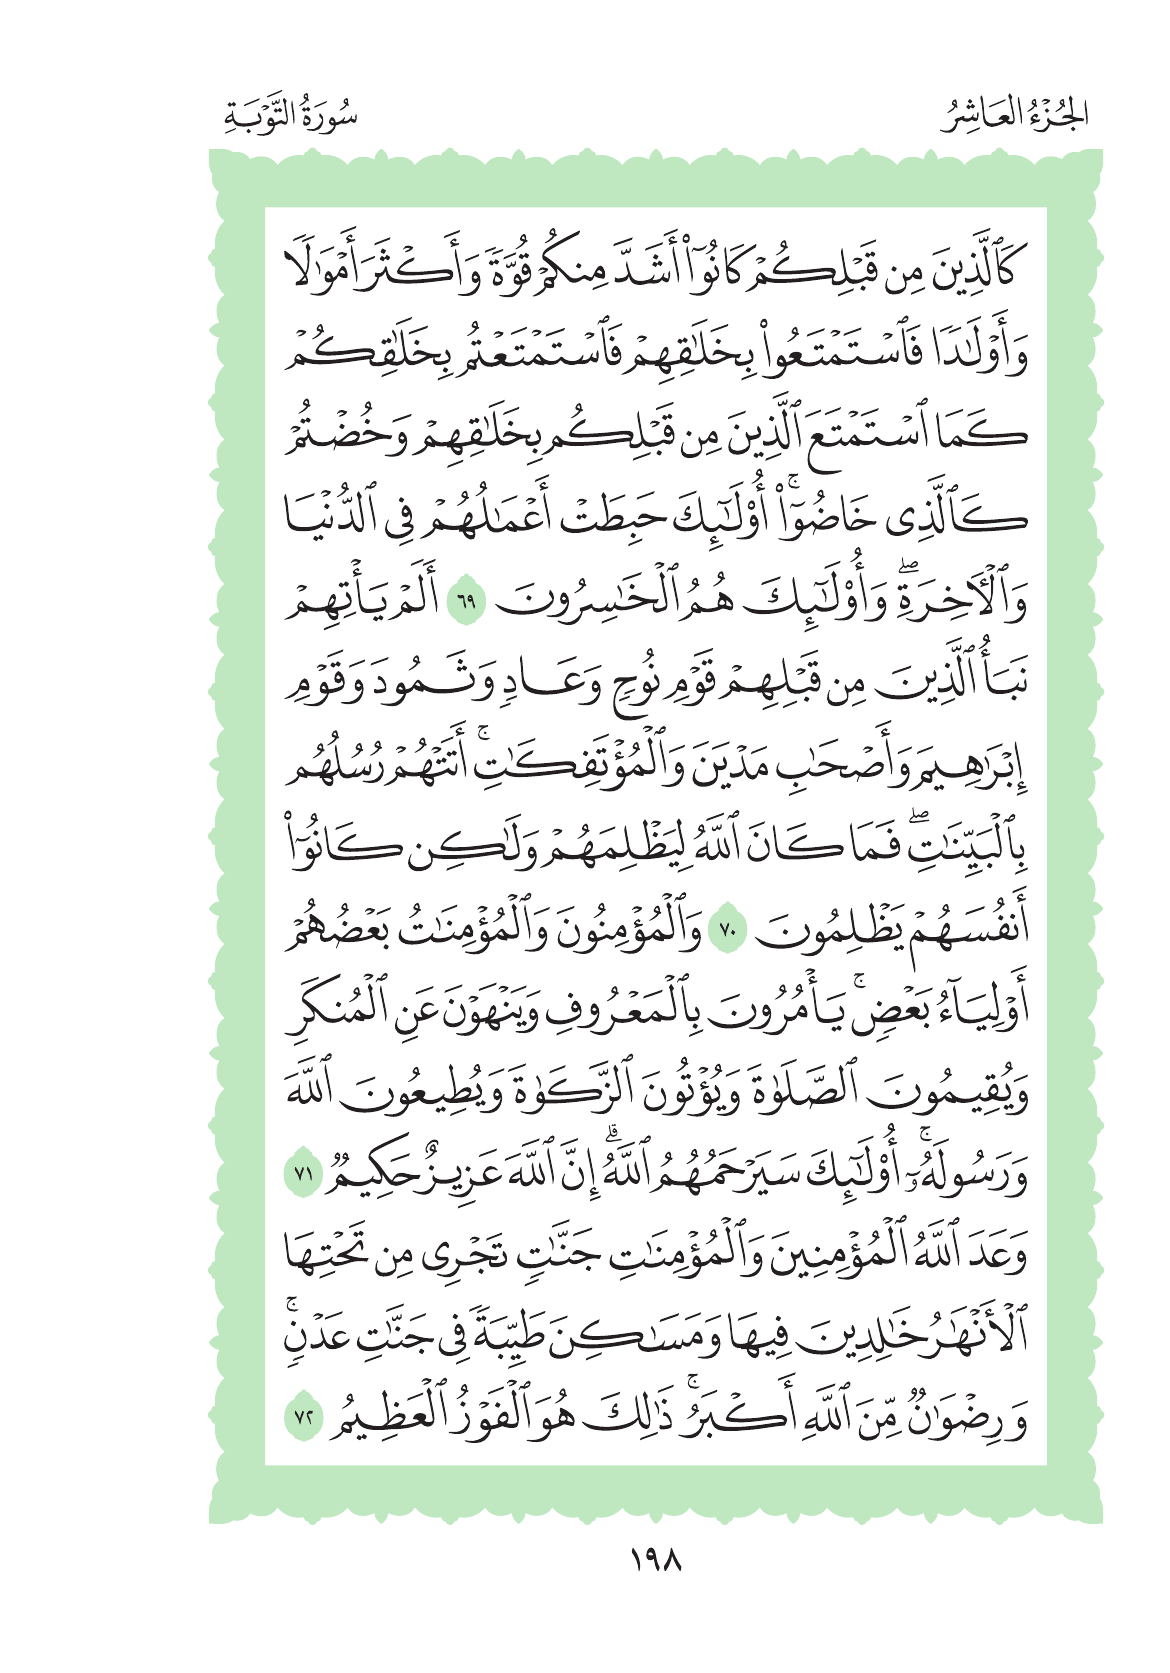 الجُزْءُ العَاشِرُ
سُورَةُ التَّوْبَةِ
كَٱلَّذِينَ مِن قَبْلِكُمْ كَانُوٓا۟ أَشَدَّ مِنكُمْ قُوَّةً وَأَكْثَرَ أَمْوَٰلًا
وَأَوْلَٰدًا فَٱسْتَمْتَعُوا۟ بِخَلَٰقِهِمْ فَٱسْتَمْتَعْتُم بِخَلَٰقِكُمْ
كَمَا ٱسْتَمْتَعَ ٱلَّذِينَ مِن قَبْلِكُم بِخَلَٰقِهِمْ وَخُضْتُمْ
كَٱلَّذِى خَاضُوٓا۟ۚ أُو۟لَٰٓئِكَ حَبِطَتْ أَعْمَٰلُهُمْ فِى ٱلدُّنْيَا
وَٱلْءَاخِرَةِۖ وَأُو۟لَٰٓئِكَ هُمُ ٱلْخَٰسِرُونَ ٦٩ أَلَمْ يَأْتِهِمْ
نَبَأُ ٱلَّذِينَ مِن قَبْلِهِمْ قَوْمِ نُوحٍ وَعَادٍ وَثَمُودَ وَقَوْمِ
إِبْرَٰهِيمَ وَأَصْحَٰبِ مَدْيَنَ وَٱلْمُؤْتَفِكَٰتِۚ أَتَتْهُمْ رُسُلُهُم
بِٱلْبَيِّنَٰتِۖ فَمَا كَانَ ٱللَّهُ لِيَظْلِمَهُمْ وَلَٰكِن كَانُوٓا۟
أَنفُسَهُمْ يَظْلِمُونَ ٧٠ وَٱلْمُؤْمِنُونَ وَٱلْمُؤْمِنَٰتُ بَعْضُهُمْ
أَوْلِيَآءُ بَعْضٍۚ يَأْمُرُونَ بِٱلْمَعْرُوفِ وَيَنْهَوْنَ عَنِ ٱلْمُنكَرِ
وَيُقِيمُونَ ٱلصَّلَوٰةَ وَيُؤْتُونَ ٱلزَّكَوٰةَ وَيُطِيعُونَ ٱللَّهَ
وَرَسُولَهُۥٓۚ أُو۟لَٰٓئِكَ سَيَرْحَمُهُمُ ٱللَّهُۗ إِنَّ ٱللَّهَ عَزِيزٌ حَكِيمٌ ٧١
وَعَدَ ٱللَّهُ ٱلْمُؤْمِنِينَ وَٱلْمُؤْمِنَٰتِ جَنَّٰتٍ تَجْرِى مِن تَحْتِهَا
ٱلْأَنْهَٰرُ خَٰلِدِينَ فِيهَا وَمَسَٰكِنَ طَيِّبَةً فِى جَنَّٰتِ عَدْنٍۚ
وَرِضْوَٰنٌ مِّنَ ٱللَّهِ أَكْبَرُۚ ذَٰلِكَ هُوَ ٱلْفَوْزُ ٱلْعَظِيمُ ٧٢
١٩٨